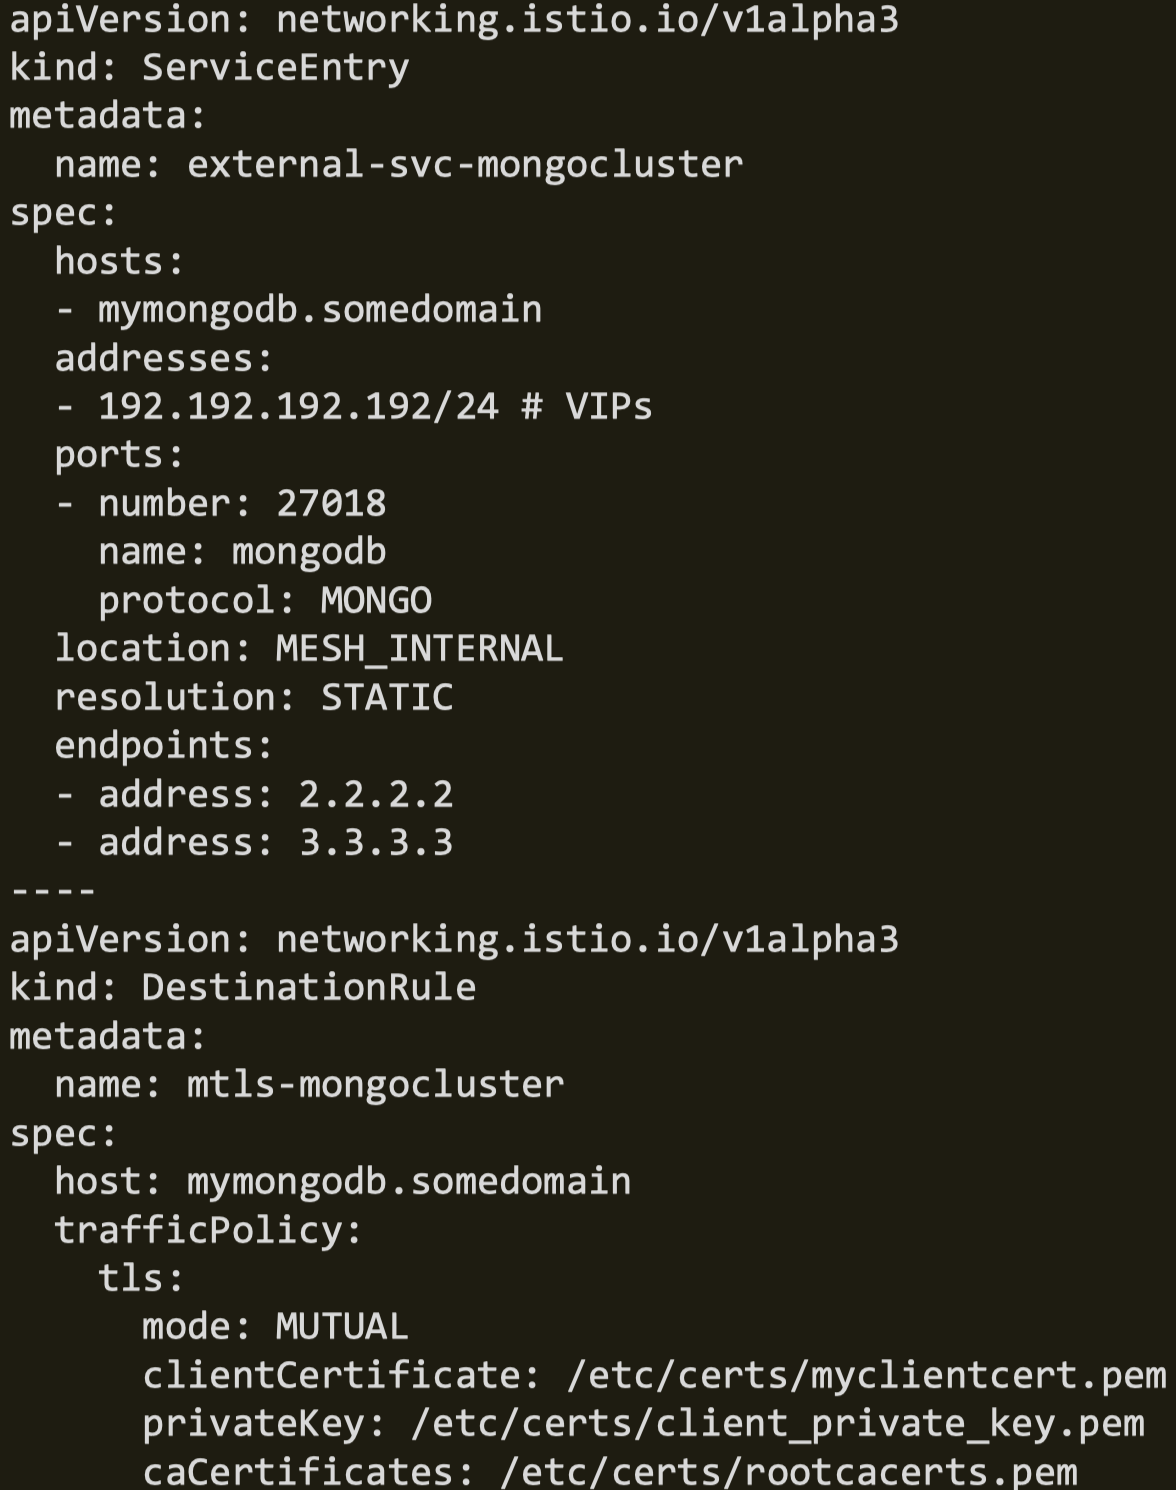 apiVersion: networking.istio.io/v1alpha3
kind: ServiceEntry
metadata:
  name: external-svc-mongocluster
spec:
  hosts:
  - mymongodb.somedomain
  addresses:
  - 192.192.192.192/24 # VIPs
  ports:
  - number: 27018
    name: mongodb
    protocol: MONGO
  location: MESH_INTERNAL
  resolution: STATIC
  endpoints:
  - address: 2.2.2.2
  - address: 3.3.3.3
----
apiVersion: networking.istio.io/v1alpha3
kind: DestinationRule
metadata:
  name: mtls-mongocluster
spec:
  host: mymongodb.somedomain
  trafficPolicy:
    tls:
      mode: MUTUAL
      clientCertificate: /etc/certs/myclientcert.pem
      privateKey: /etc/certs/client_private_key.pem
      caCertificates: /etc/certs/rootcacerts.pem